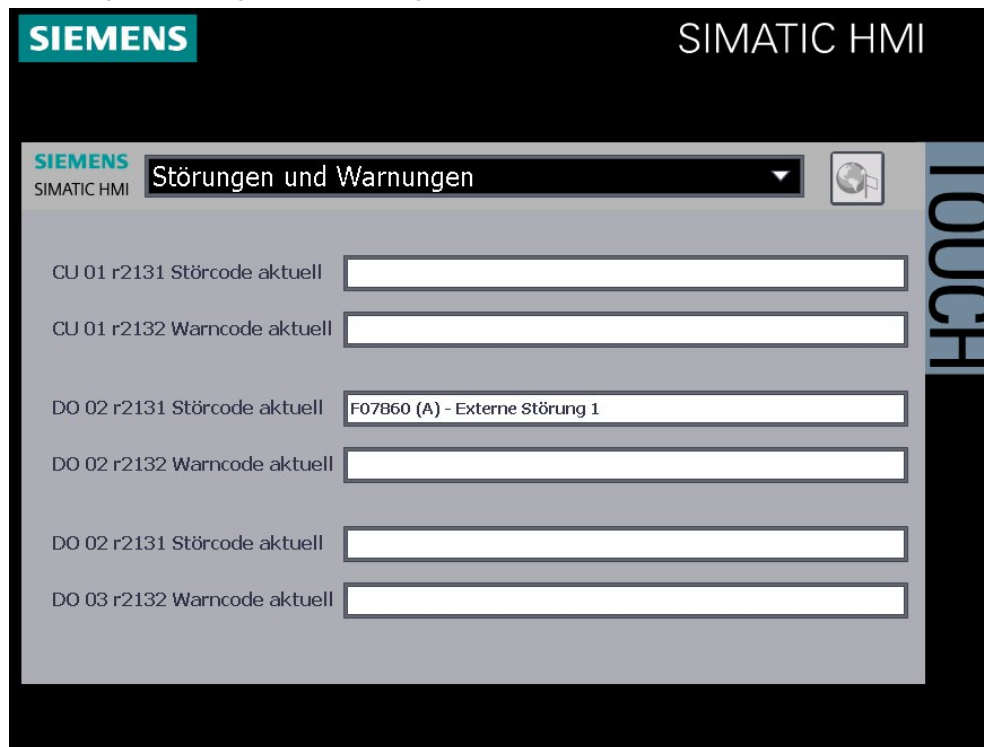 SIEMENS
SIMATIC HMI
TOUCH
SIEMENS
SIMATIC HMI
Störungen und Warnungen
CU 01 r2131 Störcode aktuell
CU 01 r2132 Warncode aktuell
DO 02 r2131 Störcode aktuell
F07860 (A) - Externe Störung 1
DO 02 r2132 Warncode aktuell
DO 02 r2131 Störcode aktuell
DO 03 r2132 Warncode aktuell